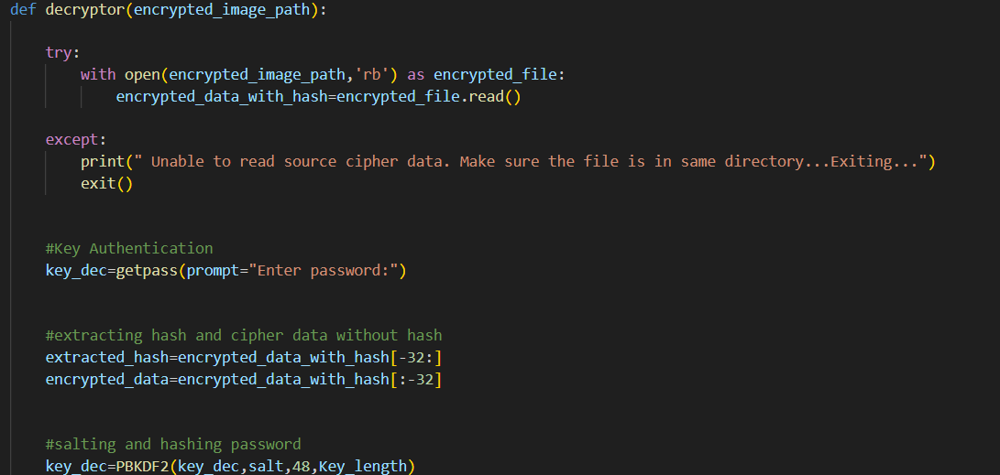 def decryptor(encrypted_image_path):
try:
with open(encrypted_image_path,'rb') as encrypted_file:
encrypted_data_with_hash=encrypted_file.read()
except:
print(" Unable to read source cipher data. Make sure the file is in same directory...Exiting...")
exit()
#Key Authentication
key_dec=getpass(prompt="Enter password:")
#extracting hash and cipher data without hash
extracted_hash=encrypted_data_with_hash[-32:]
encrypted_data=encrypted_data_with_hash[:-32]
#salting and hashing password
key_dec=PBKDF2(key_dec,salt,48,Key_length)